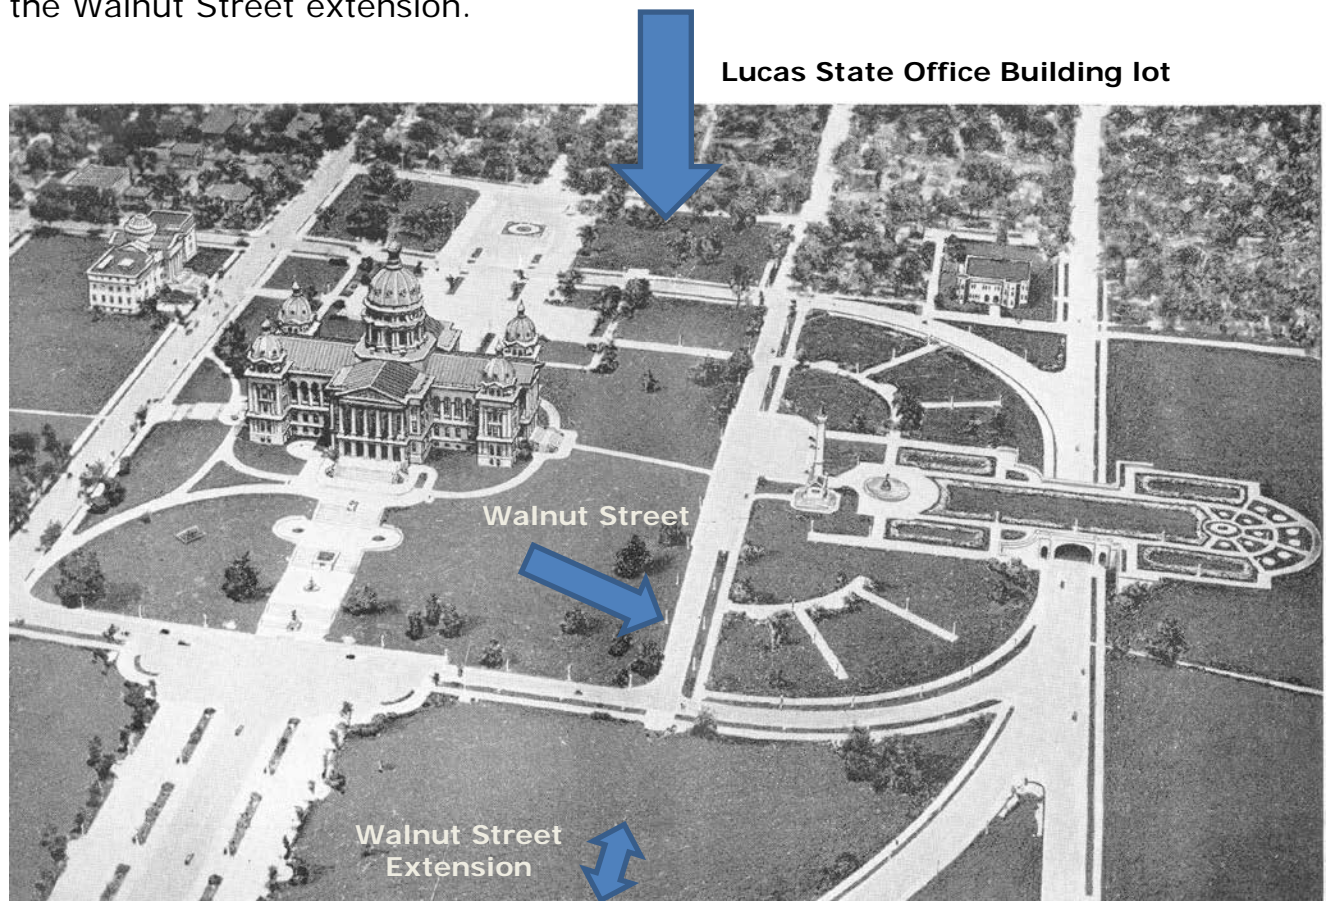 the Walnut Street extension.
Lucas State Office Building lot
Walnut Street
Walnut Street
Extension